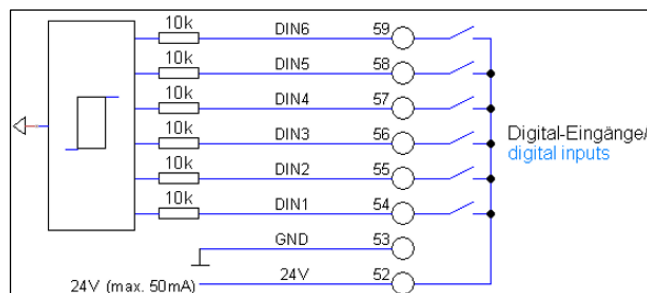 10k DIN6 59
10k DIN5 58
10k DIN4 57
10k DIN3 56
10k DIN2 55
10k DIN1 54
Digital-Eingänge/
digital inputs
GND 53
24V (max. 50mA) 24V 52